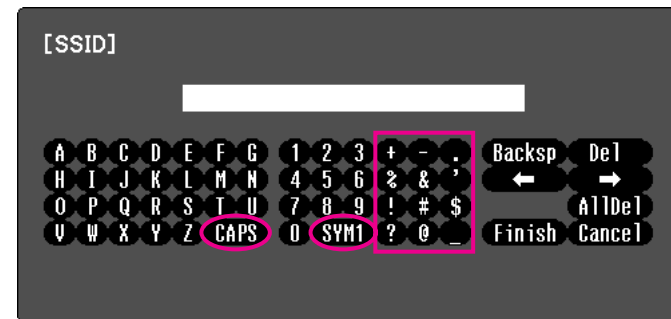 [SSID]
A B C D E F G 1 2 3 + - . Backsp Del
H I J K L M N 4 5 6 % & ’ ← →
O P Q R S T U 7 8 9 ! # $ AllDel
V W X Y Z CAPS 0 SYM1 ? @ _ Finish Cancel